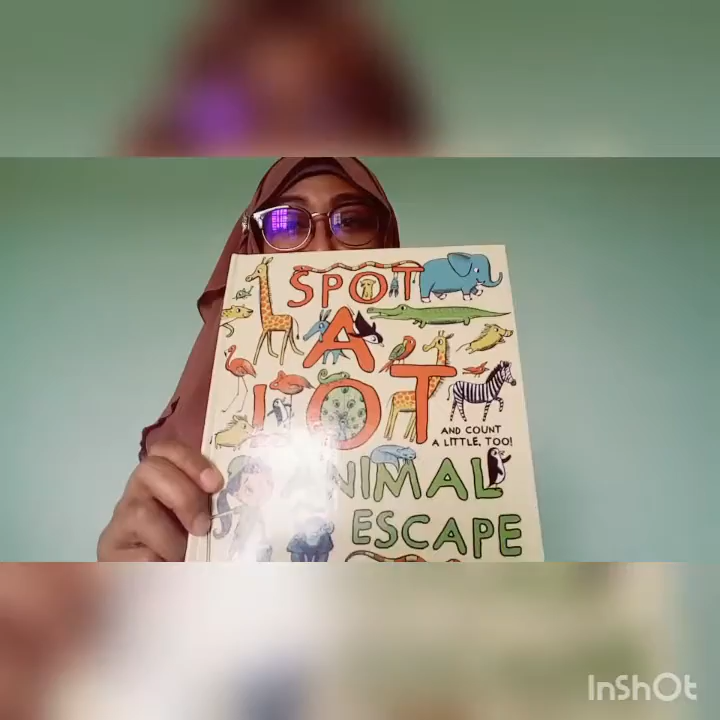 SPOT
A
LOT
AND COUNT
A LITTLE, TOO!
ANIMAL
ESCAPE
InShOt